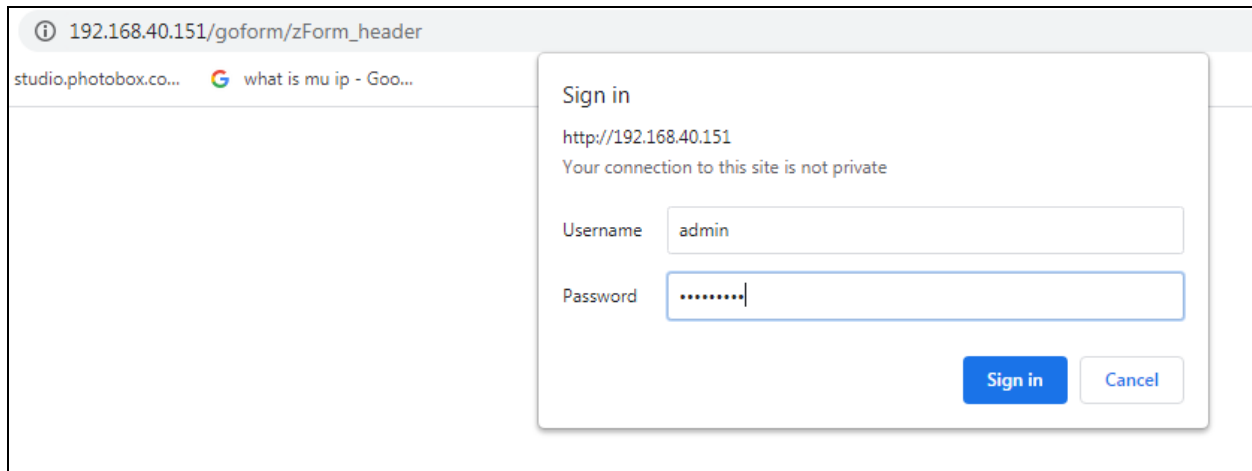 192.168.40.151/goform/zForm_header
studio.photobox.co... what is mu ip - Goo...
Sign in
http://192.168.40.151
Your connection to this site is not private
Username admin
Password •••••••••
Sign in Cancel